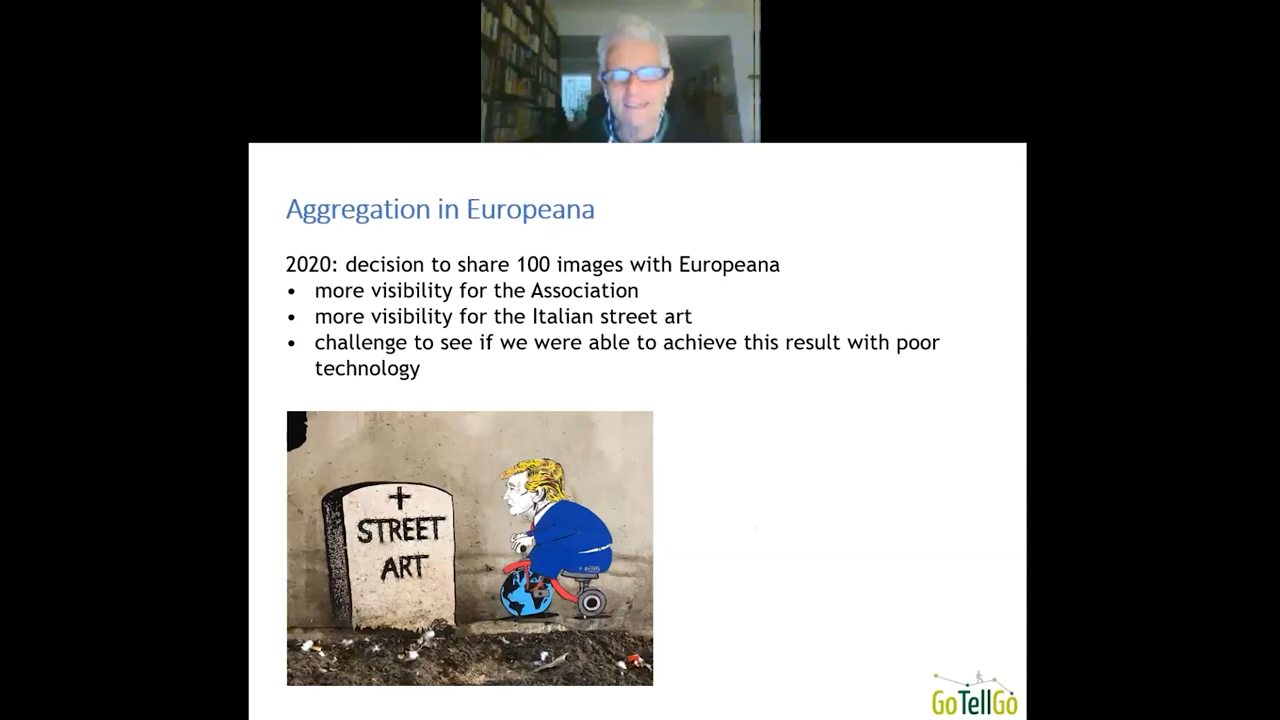 Aggregation in Europeana
2020: decision to share 100 images with Europeana
• more visibility for the Association
• more visibility for the Italian street art
• challenge to see if we were able to achieve this result with poor
technology
STREET
ART
GoTellGo